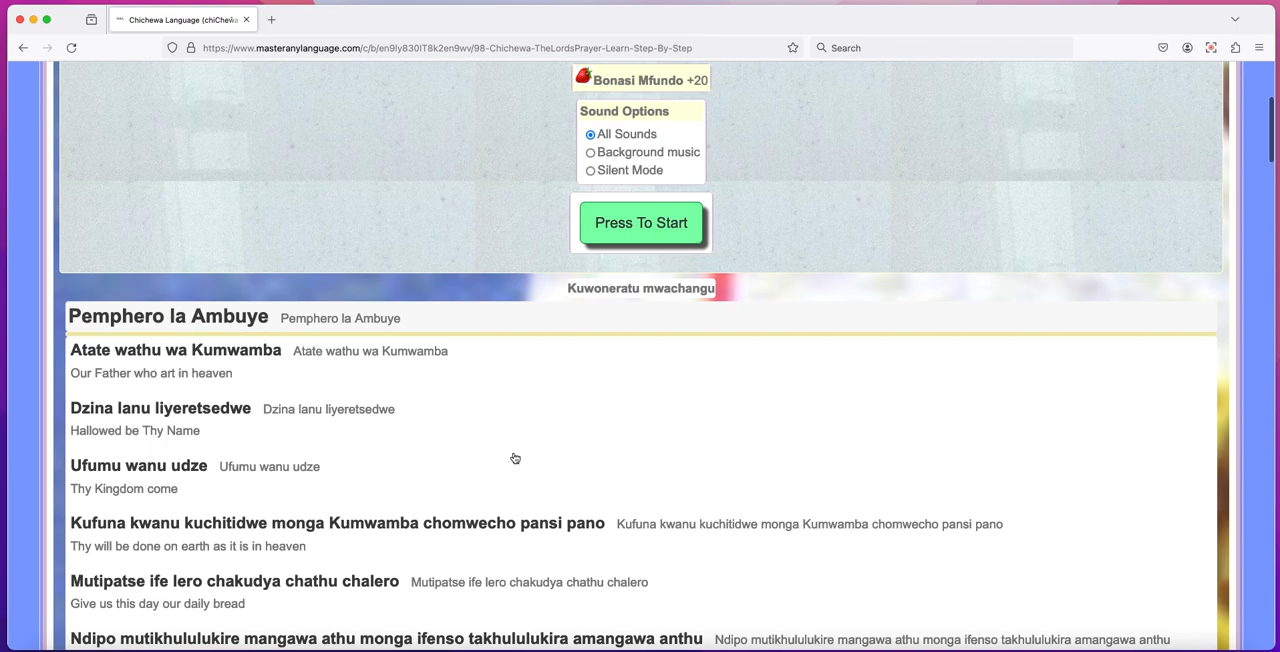 Chichewa Language (chiChewa
https://www.masteranylanguage.com/c/b/en9Iy830IT8k2en9wv/98-Chichewa-TheLordsPrayer-Learn-Step-By-Step
Search
Bonasi Mfundo +20
Sound Options
All Sounds
Background music
Silent Mode
Press To Start
Kuwoneratu mwachangu
Pemphero la Ambuye Pemphero la Ambuye
Atate wathu wa Kumwamba Atate wathu wa Kumwamba
Our Father who art in heaven
Dzina lanu liyeretsedwe Dzina lanu liyeretsedwe
Hallowed be Thy Name
Ufumu wanu udze Ufumu wanu udze
Thy Kingdom come
Kufuna kwanu kuchitidwe monga Kumwamba chomwecho pansi pano Kufuna kwanu kuchitidwe monga Kumwamba chomwecho pansi pano
Thy will be done on earth as it is in heaven
Mutipatse ife lero chakudya chathu chalero Mutipatse ife lero chakudya chathu chalero
Give us this day our daily bread
Ndipo mutikhululukire mangawa athu monga ifenso takhululukira amangawa anthu Ndipo mutikhululukire mangawa athu monga ifenso takhululukira amangawa anthu